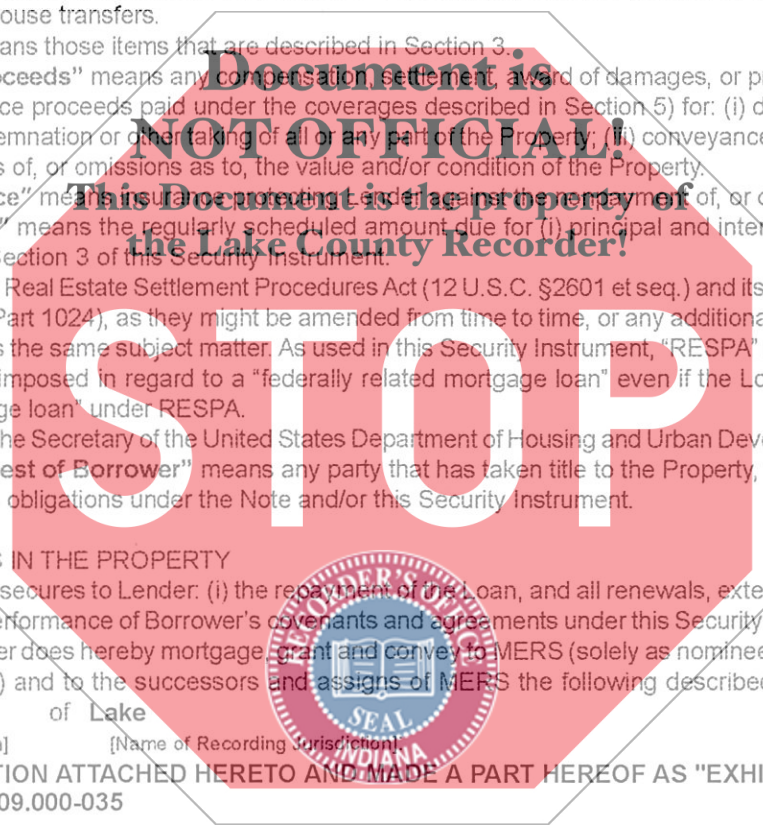 ouse transfers.
ans those items that are described in Section 3.
Document is
oceeds” means any compensation, settlement, award of damages, or p
ce proceeds paid under the coverages described in Section 5) for: (i) d
NOT OFFICIAL!
emnation or other taking of all or any part of the Property; (ii) conveyance
s of, or omissions as to, the value and/or condition of the Property.
This Document is the property of
ce” means insurance protecting Lender against the nonpayment of, or d
” means the regularly scheduled amount due for (i) principal and inter
the Lake County Recorder!
Section 3 of this Security Instrument.
Real Estate Settlement Procedures Act (12 U.S.C. §2601 et seq.) and its
Part 1024), as they might be amended from time to time, or any additiona
s the same subject matter. As used in this Security Instrument, “RESPA”
imposed in regard to a “federally related mortgage loan” even if the Lo
ge loan” under RESPA.
STOP
he Secretary of the United States Department of Housing and Urban Dev
est of Borrower” means any party that has taken title to the Property,
obligations under the Note and/or this Security Instrument.
S IN THE PROPERTY
secures to Lender: (i) the repayment of the Loan, and all renewals, exte
erformance of Borrower's covenants and agreements under this Security
er does hereby mortgage, grant and convey to MERS (solely as nominee
) and to the successors and assigns of MERS the following described
of Lake
n] [Name of Recording Jurisdiction]:
RECORDER'S OFFICE
SEAL
INDIANA
TION ATTACHED HERETO AND MADE A PART HEREOF AS "EXHI
09.000-035